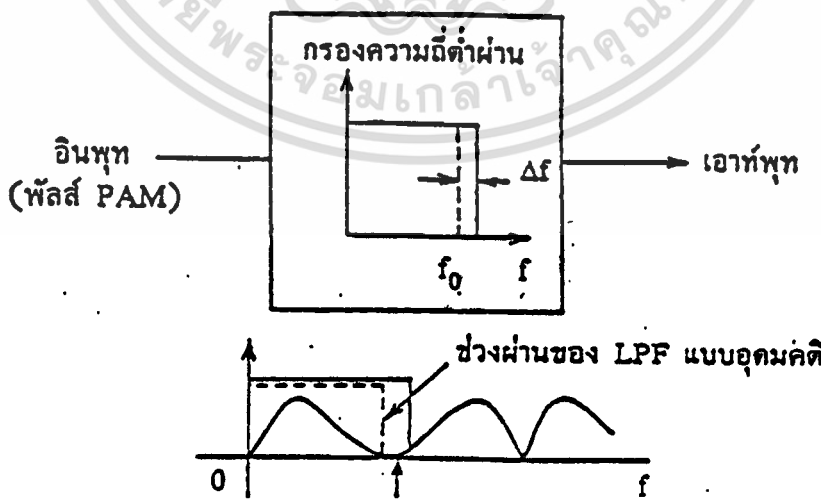 กรองความถี่ต่ำผ่าน
อินพุท
(พัลส์ PAM)
เอาท์พุท
Δf
f0 f
ช่วงผ่านของ LPF แบบอุดมคติ
0 f